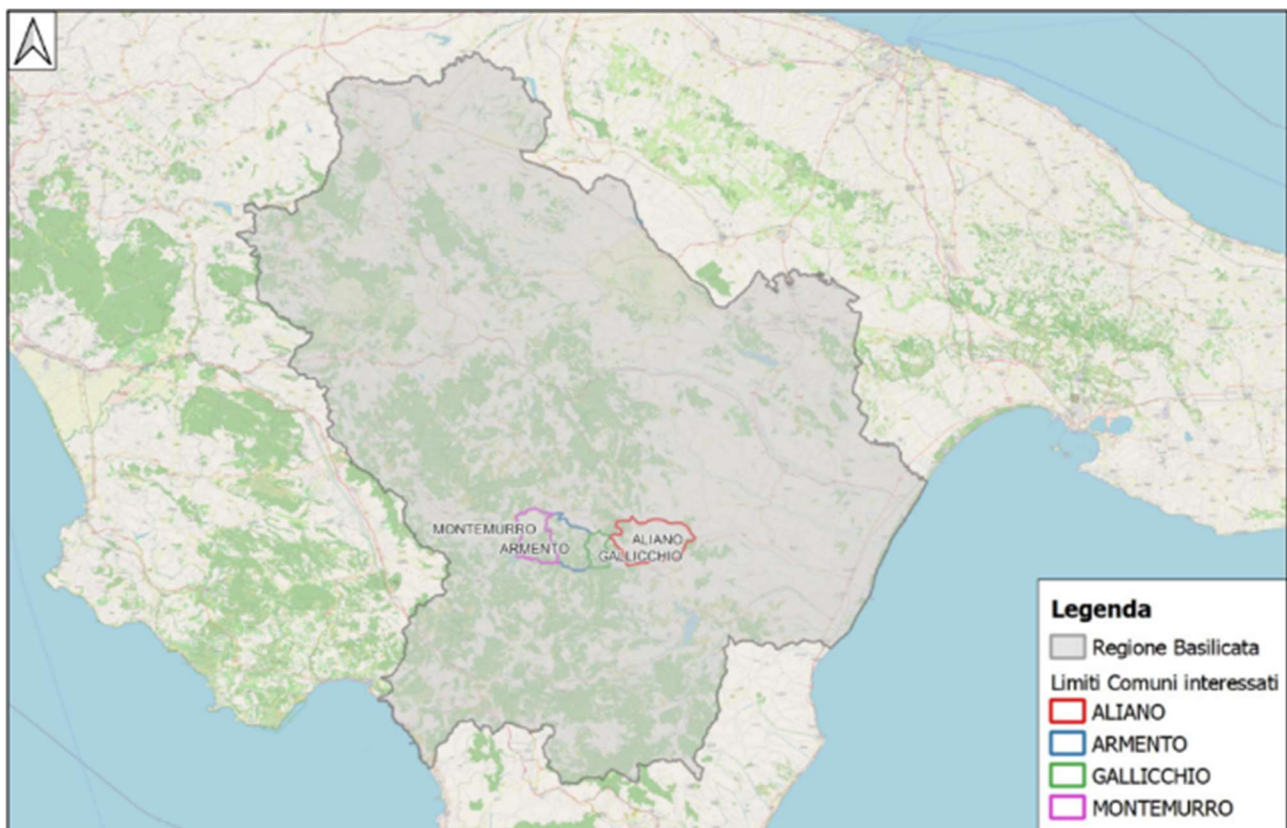 MONTEMURRO
ARMENTO
ALIANO
GALLICCHIO
Legenda
Regione Basilicata
Limiti Comuni interessati
ALIANO
ARMENTO
GALLICCHIO
MONTEMURRO